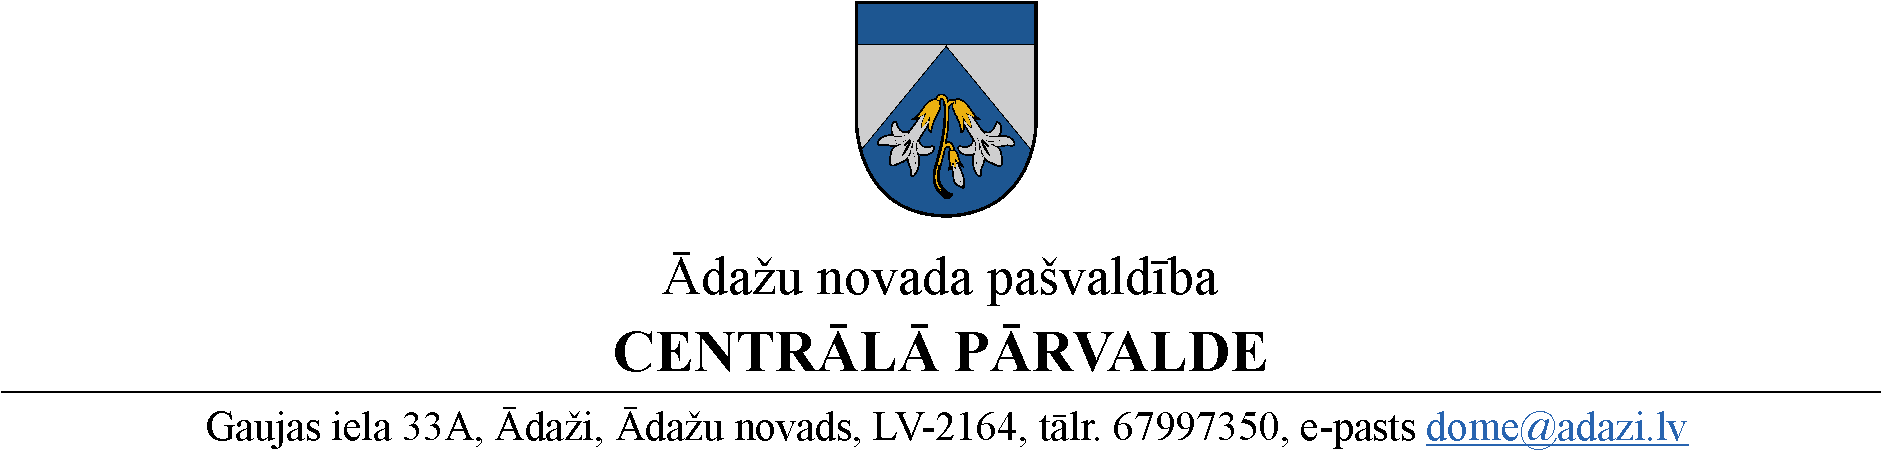 Ādažu novada pašvaldība
CENTRĀLĀ PĀRVALDE
Gaujas iela 33A, Ādaži, Ādažu novads, LV-2164, tālr. 67997350, e-pasts dome@adazi.lv